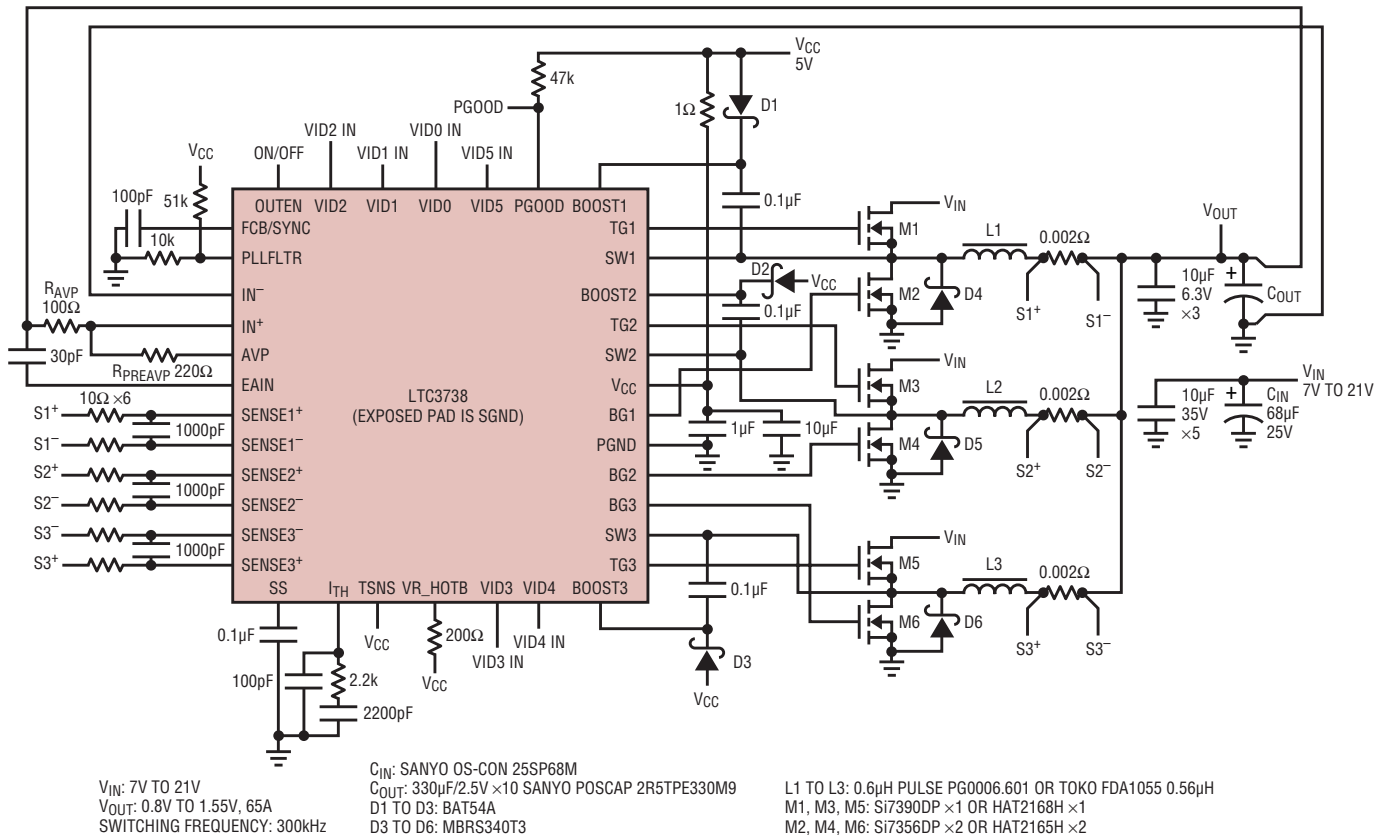 VCC
5V
47k
PGOOD
1Ω
D1
VID2 IN
VID0 IN
VCC
ON/OFF
VID1 IN
VID5 IN
100pF
51k
0.1µF
OUTEN
VID2
VID1
VID0
VID5
PGOOD
BOOST1
FCB/SYNC
TG1
VIN
M1
L1
0.002Ω
VOUT
10k
PLLFLTR
SW1
D2
VCC
RAVP
100Ω
IN−
BOOST2
0.1µF
M2
D4
S1+
S1−
10µF
6.3V
×3
+
COUT
IN+
TG2
30pF
RPREAVP 220Ω
AVP
SW2
VIN
M3
L2
0.002Ω
EAIN
LTC3738
(EXPOSED PAD IS SGND)
VCC
VIN
7V TO 21V
10µF
35V
×5
+
CIN
68µF
25V
S1+
10Ω ×6
SENSE1+
1000pF
BG1
1µF
10µF
M4
D5
S1−
SENSE1−
PGND
S2+
S2−
S2+
SENSE2+
1000pF
BG2
S2−
SENSE2−
BG3
S3−
SENSE3−
1000pF
SW3
VIN
S3+
SENSE3+
TG3
M5
L3
0.002Ω
SS
ITH
TSNS
VR_HOTB
VID3
VID4
BOOST3
0.1µF
M6
D6
S3+
S3−
0.1µF
VCC
200Ω
VID4 IN
VID3 IN
D3
100pF
2.2k
VCC
VCC
2200pF
VIN: 7V TO 21V
VOUT: 0.8V TO 1.55V, 65A
SWITCHING FREQUENCY: 300kHz
CIN: SANYO OS-CON 25SP68M
COUT: 330µF/2.5V ×10 SANYO POSCAP 2R5TPE330M9
D1 TO D3: BAT54A
D3 TO D6: MBRS340T3
L1 TO L3: 0.6µH PULSE PG0006.601 OR TOKO FDA1055 0.56µH
M1, M3, M5: Si7390DP ×1 OR HAT2168H ×1
M2, M4, M6: Si7356DP ×2 OR HAT2165H ×2